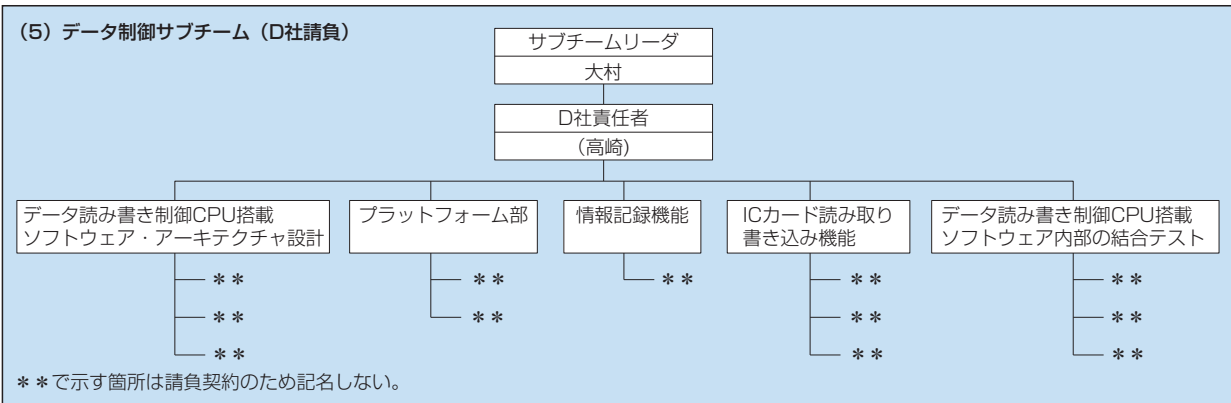 （5）データ制御サブチーム（D社請負）
サブチームリーダ
大村
D社責任者
（高崎)
データ読み書き制御CPU搭載
ソフトウェア・アーキテクチャ設計
プラットフォーム部
情報記録機能
ICカード読み取り
書き込み機能
データ読み書き制御CPU搭載
ソフトウェア内部の結合テスト
＊＊
＊＊
＊＊
＊＊
＊＊
＊＊
＊＊
＊＊
＊＊
＊＊
＊＊
＊＊
＊＊で示す箇所は請負契約のため記名しない。